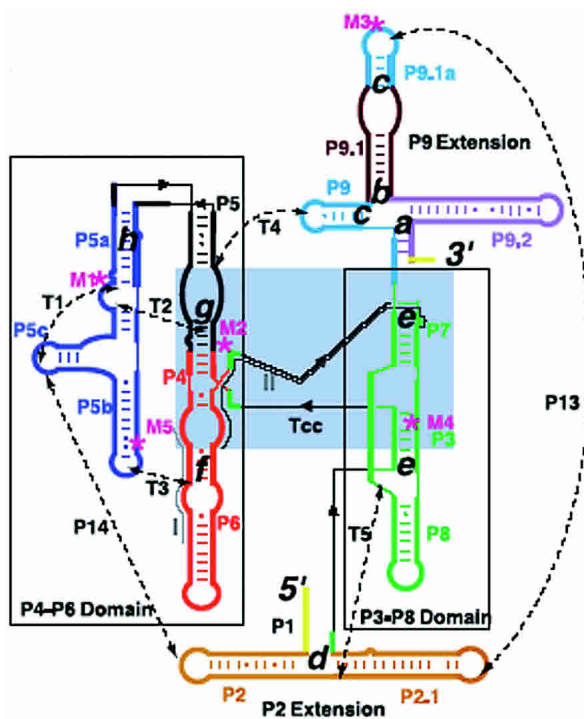 M3*
P9.1a
c
P9.1
P9 Extension
b
P9
c
a
P9.2
3'
P5
T4
P5a
h
M1*
T1
T2
g
M2
*
P5c
P4
II
e
P7
P13
P5b
M5
*
Tcc
*
M4
P3
f
e
T3
P14
I
P6
T5
P8
5'
P4-P6 Domain
P1
P3-P8 Domain
d
P2
P2.1
P2 Extension